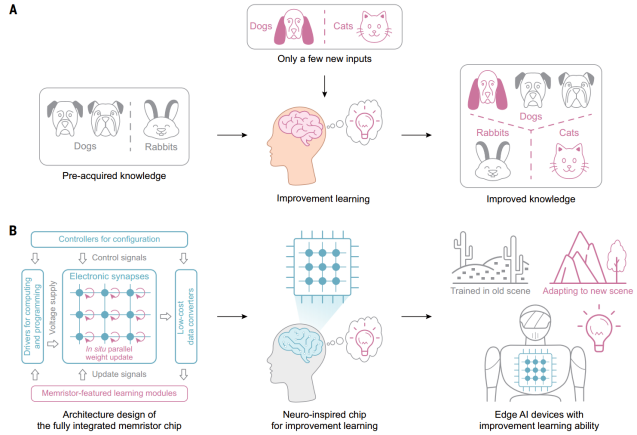 A
Dogs
Cats
Only a few new inputs
Dogs
Rabbits
Pre-acquired knowledge
Improvement learning
Dogs
Rabbits
Cats
Improved knowledge
B
Controllers for configuration
Control signals
Drivers for computing
and programming
Voltage supply
Electronic synapses
In situ parallel
weight update
Low-cost
data converters
Update signals
Memristor-featured learning modules
Architecture design of
the fully integrated memristor chip
Neuro-inspired chip
for improvement learning
Trained in old scene
Adapting to new scene
Edge AI devices with
improvement learning ability